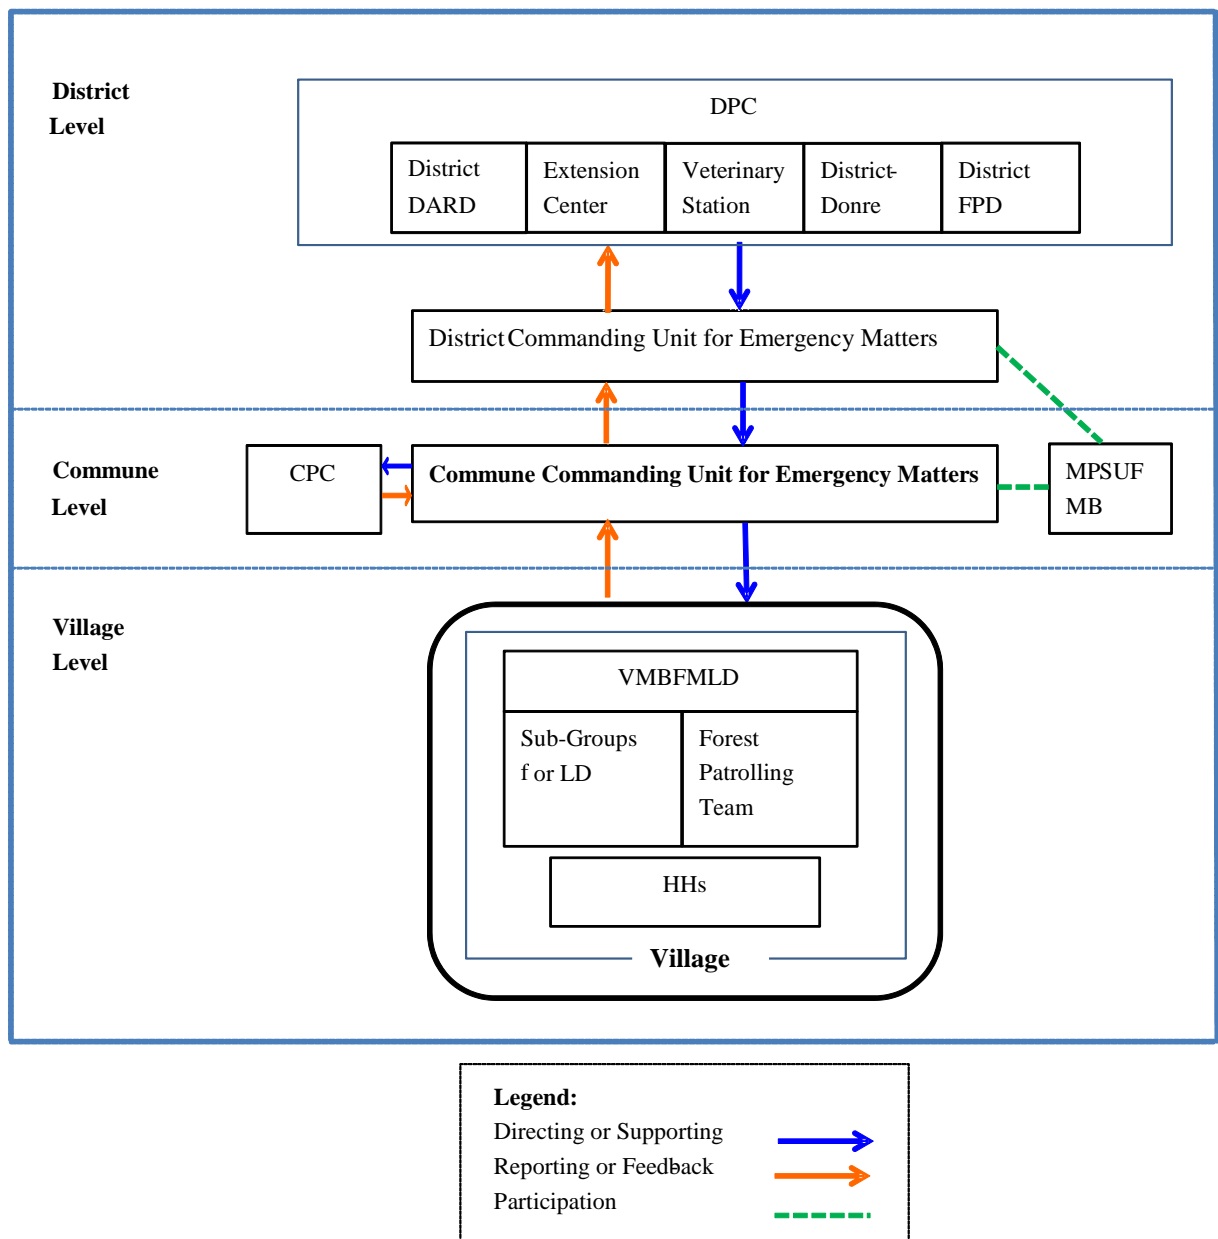 District
Level
DPC
District
DARD
Extension
Center
Veterinary
Station
District-
Donre
District
FPD
District Commanding Unit for Emergency Matters
Commune
Level
CPC
Commune Commanding Unit for Emergency Matters
MPSUF
MB
Village
Level
VMBFMLD
Sub-Groups
for LD
Forest
Patrolling
Team
HHs
Village
Legend:
Directing or Supporting
Reporting or Feedback
Participation